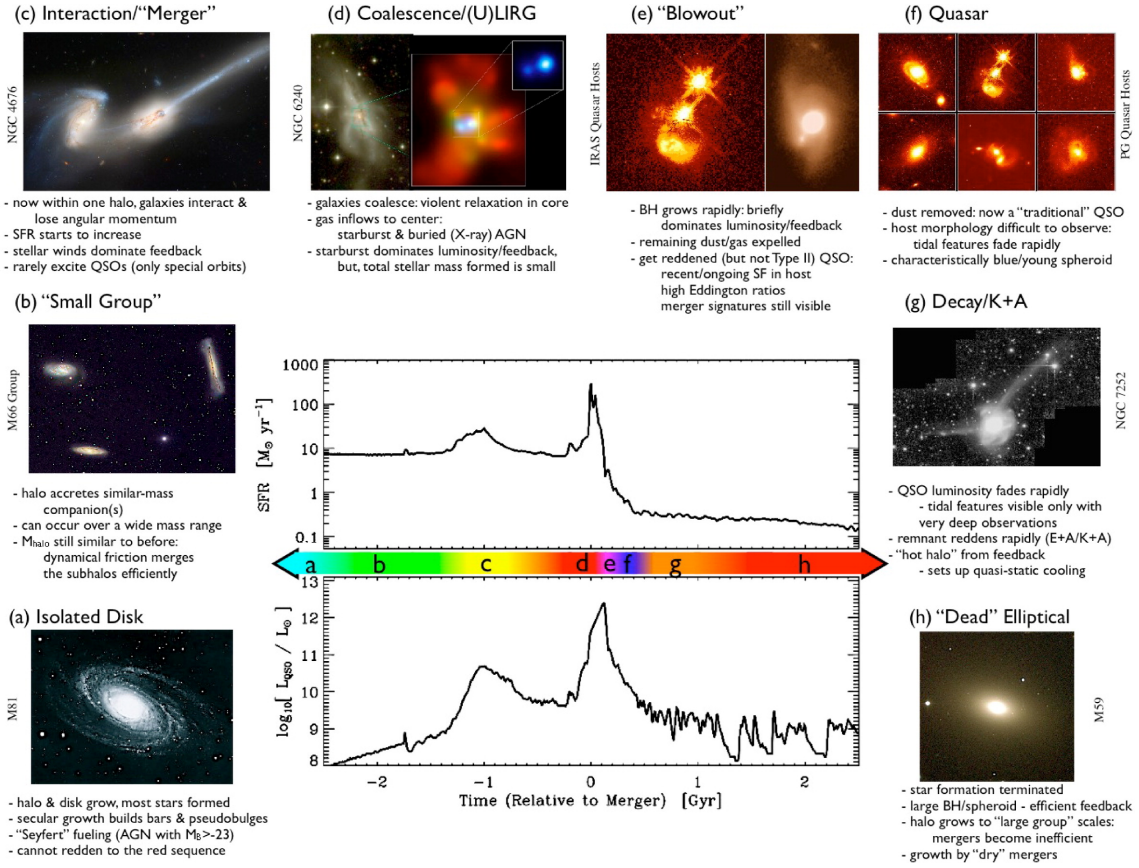 (c) Interaction/“Merger”
NGC 4676
- now within one halo, galaxies interact &
lose angular momentum
- SFR starts to increase
- stellar winds dominate feedback
- rarely excite QSOs (only special orbits)
(d) Coalescence/(U)LIRG
NGC 6240
- galaxies coalesce: violent relaxation in core
- gas inflows to center:
starburst & buried (X-ray) AGN
- starburst dominates luminosity/feedback,
but, total stellar mass formed is small
(e) “Blowout”
IRAS Quasar Hosts
- BH grows rapidly: briefly
dominates luminosity/feedback
- remaining dust/gas expelled
- get reddened (but not Type II) QSO:
recent/ongoing SF in host
high Eddington ratios
merger signatures still visible
(f) Quasar
PG Quasar Hosts
- dust removed: now a “traditional” QSO
- host morphology difficult to observe:
tidal features fade rapidly
- characteristically blue/young spheroid
(b) “Small Group”
M66 Group
- halo accretes similar-mass
companion(s)
- can occur over a wide mass range
- Mhalo still similar to before:
dynamical friction merges
the subhalos efficiently
(a) Isolated Disk
M81
- halo & disk grow, most stars formed
- secular growth builds bars & pseudobulges
- “Seyfert” fueling (AGN with MB>-23)
- cannot redden to the red sequence
1000
100
10
1
0.1
SFR [M⊙ yr⁻¹]
a b c d e f g h
13
12
11
10
9
8
log10[ LQSO / L⊙ ]
-2 -1 0 1 2
Time (Relative to Merger) [Gyr]
(g) Decay/K+A
NGC 7252
- QSO luminosity fades rapidly
- tidal features visible only with
very deep observations
- remnant reddens rapidly (E+A/K+A)
- “hot halo” from feedback
- sets up quasi-static cooling
(h) “Dead” Elliptical
M59
- star formation terminated
- large BH/spheroid - efficient feedback
- halo grows to “large group” scales:
mergers become inefficient
- growth by “dry” mergers